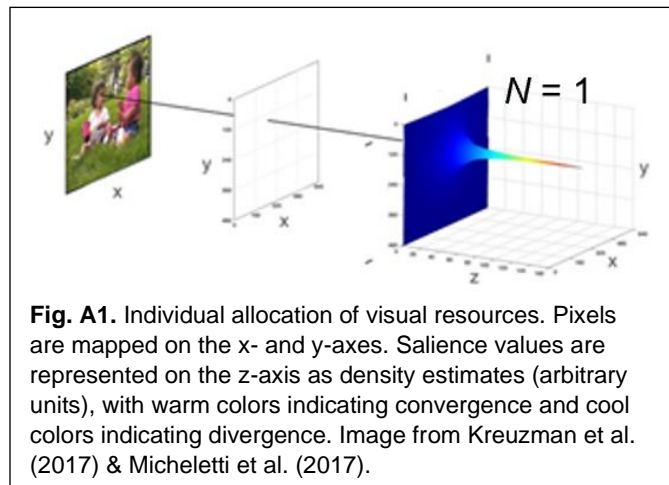 N = 1
y
x
y
x
z
x
y
Fig. A1. Individual allocation of visual resources. Pixels
are mapped on the x- and y-axes. Salience values are
represented on the z-axis as density estimates (arbitrary
units), with warm colors indicating convergence and cool
colors indicating divergence. Image from Kreuzman et al.
(2017) & Micheletti et al. (2017).